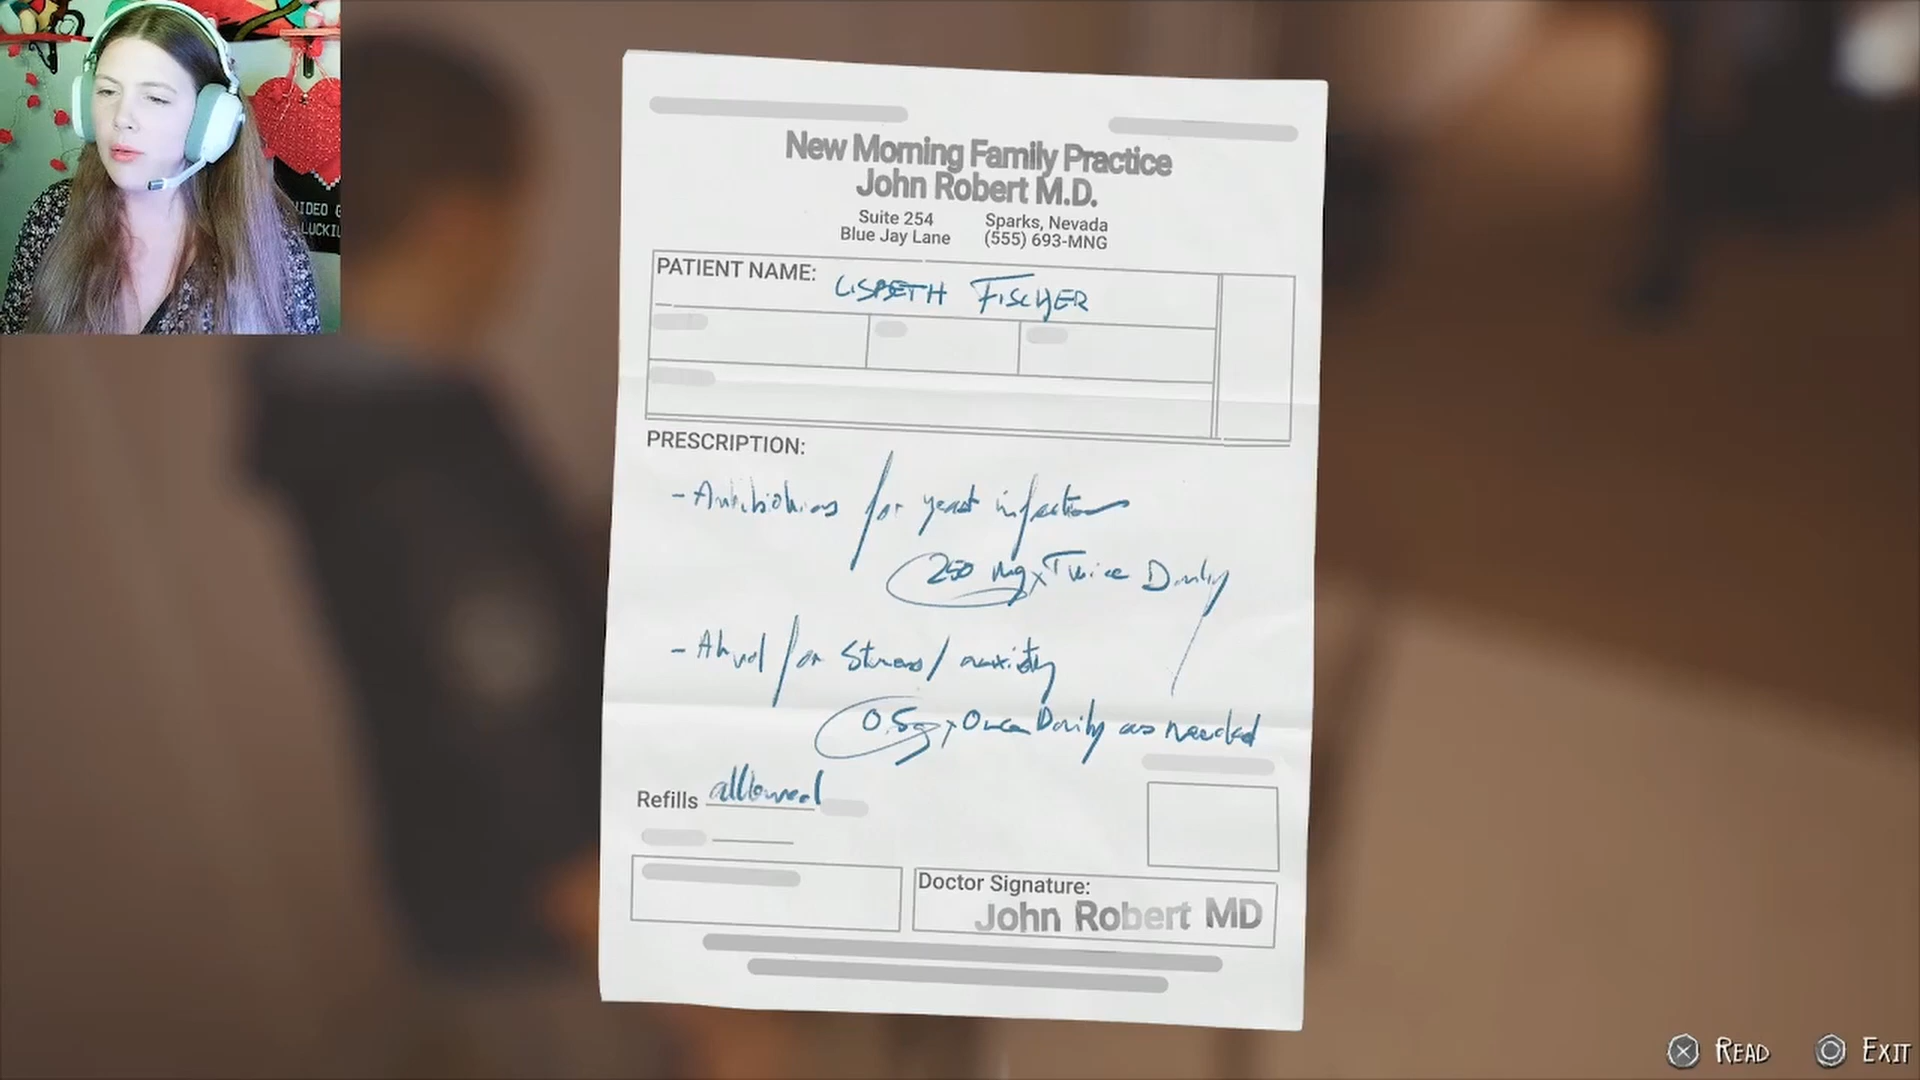 New Morning Family Practice
John Robert M.D.
Suite 254
Blue Jay Lane
Sparks, Nevada
(555) 693-MNG
PATIENT NAME: LISBETH FISCHER
PRESCRIPTION:
- Antibiotics for yeast infection
250 mg x Twice Daily
- Ativol for Stress/anxiety
0.5g x Once Daily as needed
Refills allowed
Doctor Signature:
John Robert MD
READ
EXIT